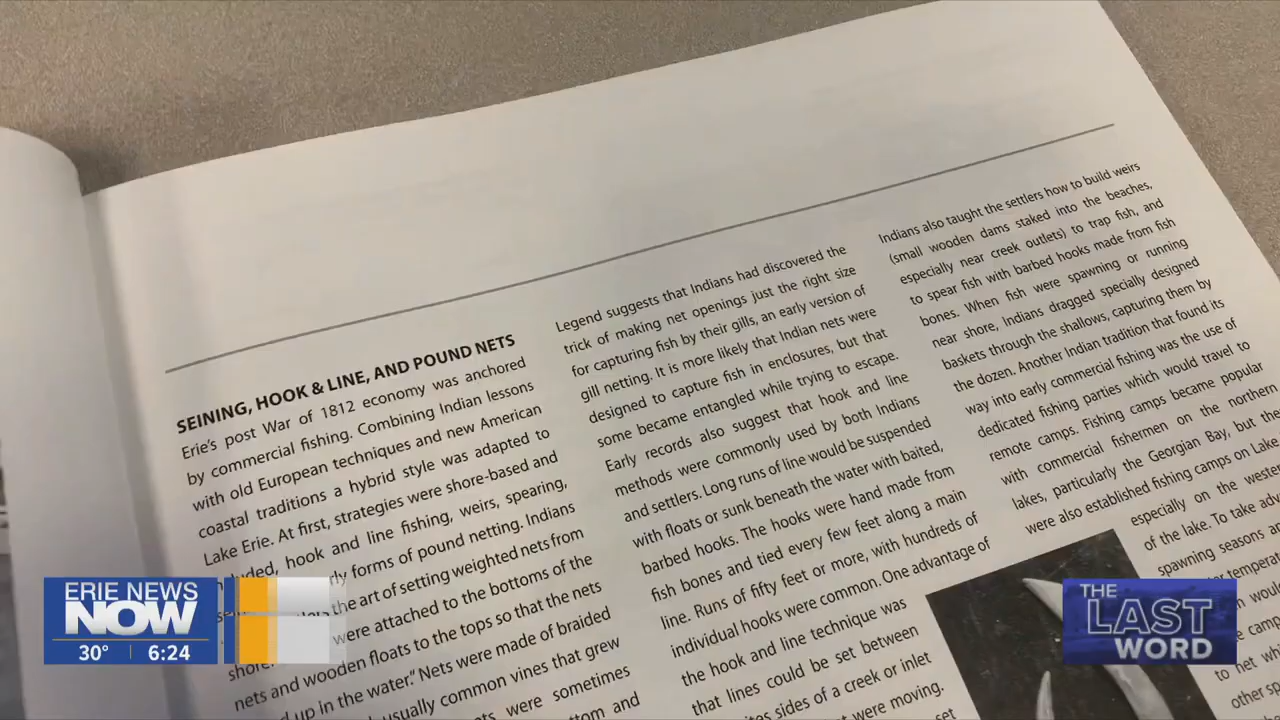 SEINING, HOOK & LINE, AND POUND NETS
Erie's post War of 1812 economy was anchored
by commercial fishing. Combining Indian lessons
with old European techniques and new American
coastal traditions a hybrid style was adapted to
Lake Erie. At first, strategies were shore-based and
hook and line fishing, weirs, spearing,
forms of pound netting. Indians
the art of setting weighted nets from
shore.
were attached to the bottoms of the
nets and wooden floats to the tops so that the nets
up in the water." Nets were made of braided
usually common vines that grew
were sometimes
and
Legend suggests that Indians had discovered the
trick of making net openings just the right size
for capturing fish by their gills, an early version of
gill netting. It is more likely that Indian nets were
designed to capture fish in enclosures, but that
some became entangled while trying to escape.
Early records also suggest that hook and line
methods were commonly used by both Indians
and settlers. Long runs of line would be suspended
with floats or sunk beneath the water with baited,
barbed hooks. The hooks were hand made from
fish bones and tied every few feet along a main
line. Runs of fifty feet or more, with hundreds of
individual hooks were common. One advantage of
the hook and line technique was
that lines could be set between
sides of a creek or inlet
were moving.
set
Indians also taught the settlers how to build weirs
(small wooden dams staked into the beaches,
especially near creek outlets) to trap fish, and
to spear fish with barbed hooks made from fish
bones. When fish were spawning or running
near shore, Indians dragged specially designed
baskets through the shallows, capturing them by
the dozen. Another Indian tradition that found its
way into early commercial fishing was the use of
dedicated fishing parties which would travel to
remote camps. Fishing camps became popular
with commercial fishermen on the northern
lakes, particularly the Georgian Bay, but
were also established fishing camps on Lake
especially on the
of the lake. To take
spawning seasons
to net
other
ERIE NEWS
NOW
30° 6:24
THE
LAST
WORD